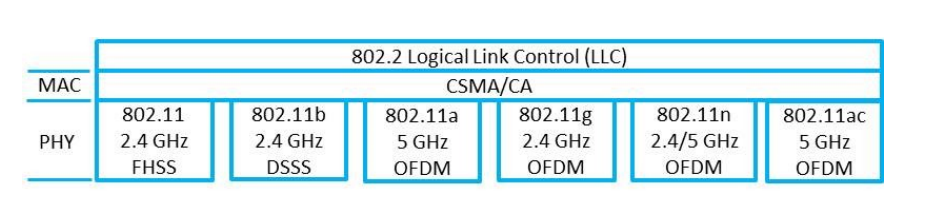 802.2 Logical Link Control (LLC)
MAC
CSMA/CA
PHY
802.11
2.4 GHz
FHSS
802.11b
2.4 GHz
DSSS
802.11a
5 GHz
OFDM
802.11g
2.4 GHz
OFDM
802.11n
2.4/5 GHz
OFDM
802.11ac
5 GHz
OFDM